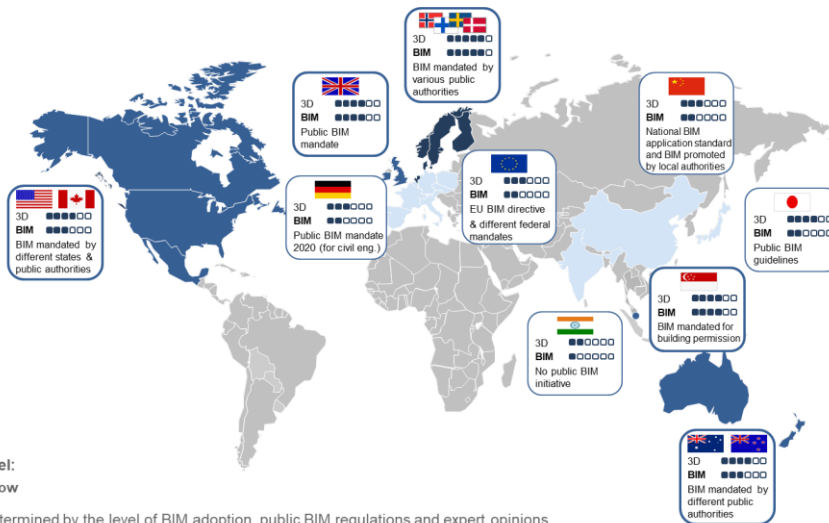 3D
BIM
BIM mandated by
various public
authorities
3D
BIM
Public BIM
mandate
3D
BIM
National BIM
application standard
and BIM promoted
by local authorities
3D
BIM
BIM mandated by
different states &
public authorities
3D
BIM
Public BIM mandate
2020 (for civil eng.)
3D
BIM
EU BIM directive
& different federal
mandates
3D
BIM
Public BIM
guidelines
3D
BIM
BIM mandated for
building permission
3D
BIM
No public BIM
initiative
3D
BIM
BIM mandated by
different public
authorities
el:
ow
termined by the level of BIM adoption, public BIM regulations and expert opinions